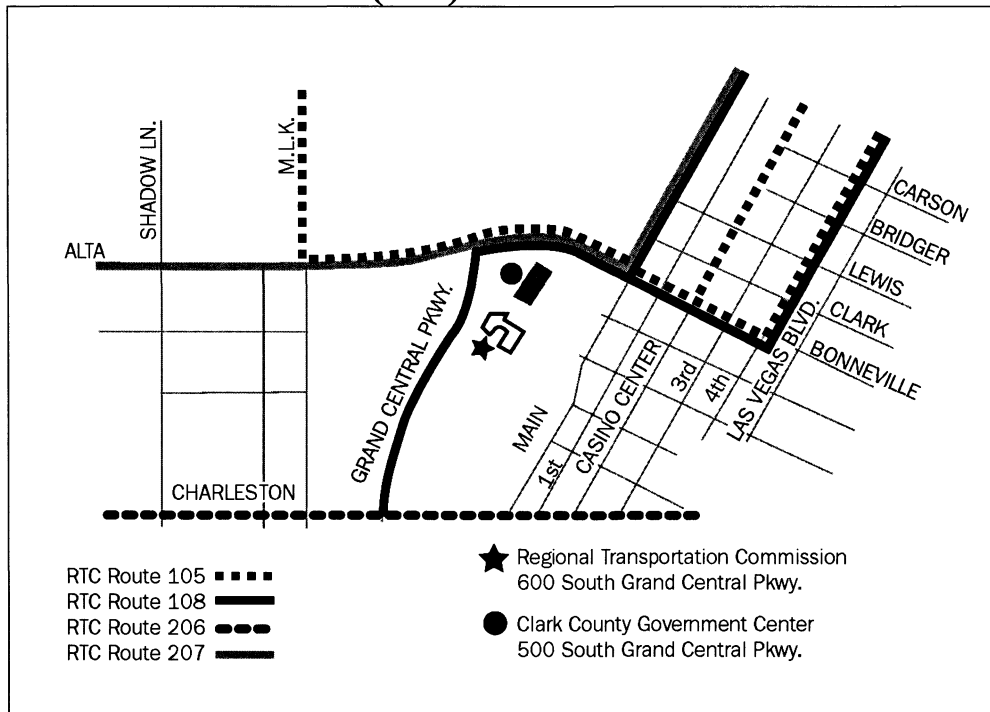 SHADOW LN.
M.L.K.
ALTA
GRAND CENTRAL PKWY.
CHARLESTON
MAIN
1st
CASINO CENTER
3rd
4th
LAS VEGAS BLVD.
CARSON
BRIDGER
LEWIS
CLARK
BONNEVILLE
RTC Route 105
RTC Route 108
RTC Route 206
RTC Route 207
Regional Transportation Commission
600 South Grand Central Pkwy.
Clark County Government Center
500 South Grand Central Pkwy.